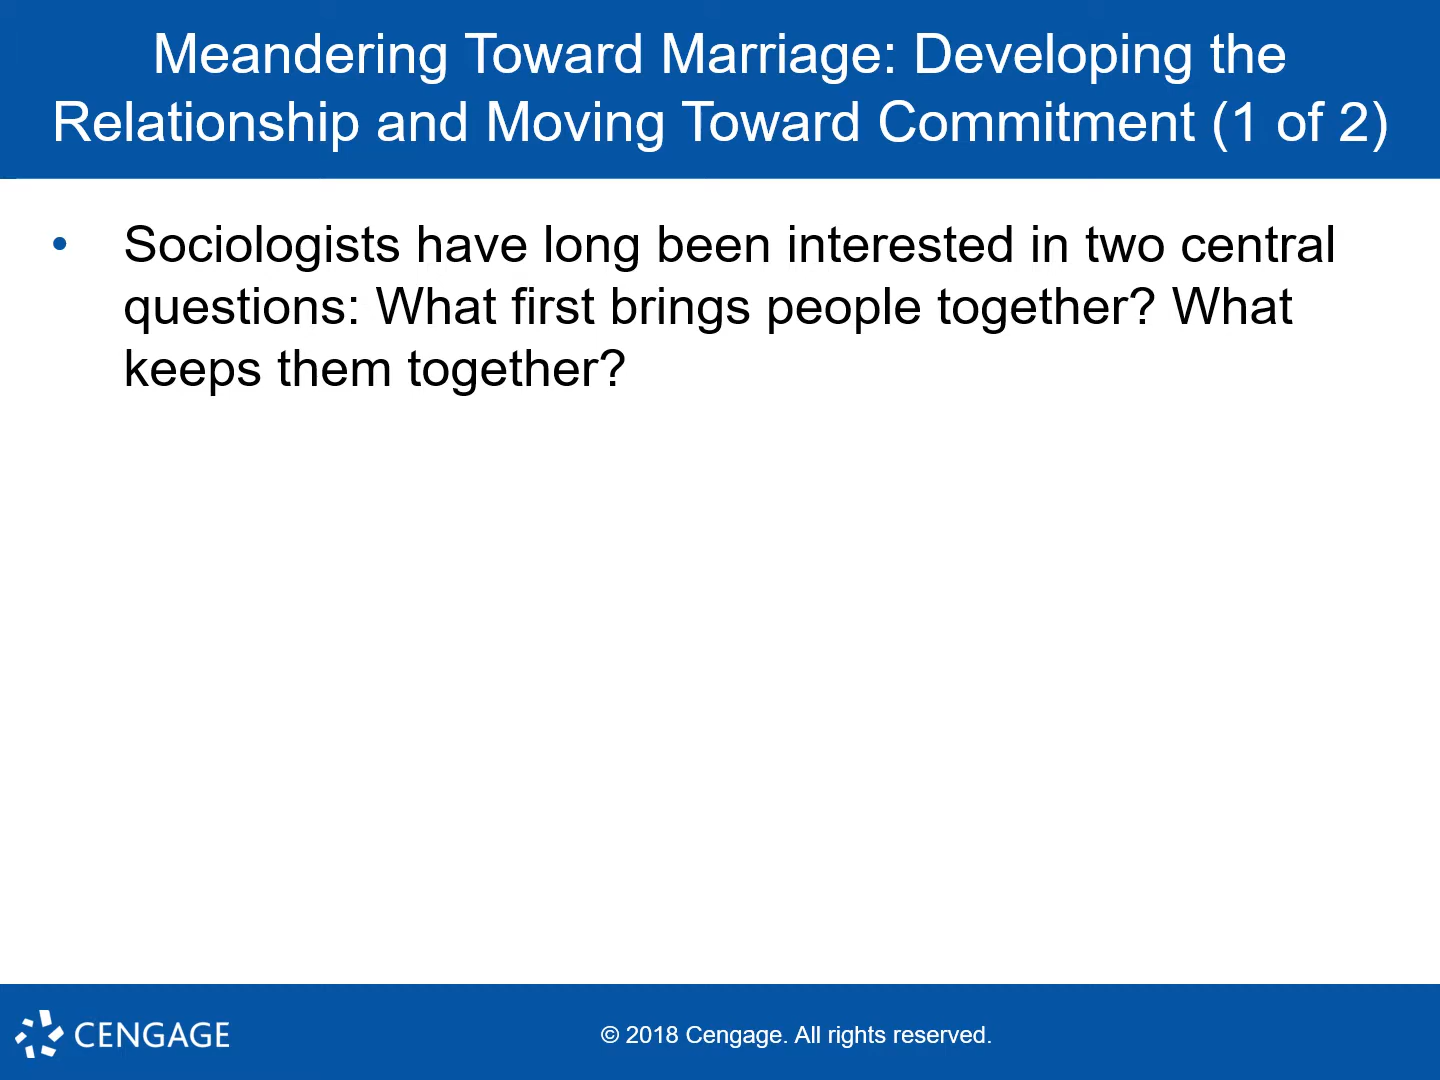 Meandering Toward Marriage: Developing the
Relationship and Moving Toward Commitment (1 of 2)
• Sociologists have long been interested in two central
questions: What first brings people together? What
keeps them together?
CENGAGE
© 2018 Cengage. All rights reserved.